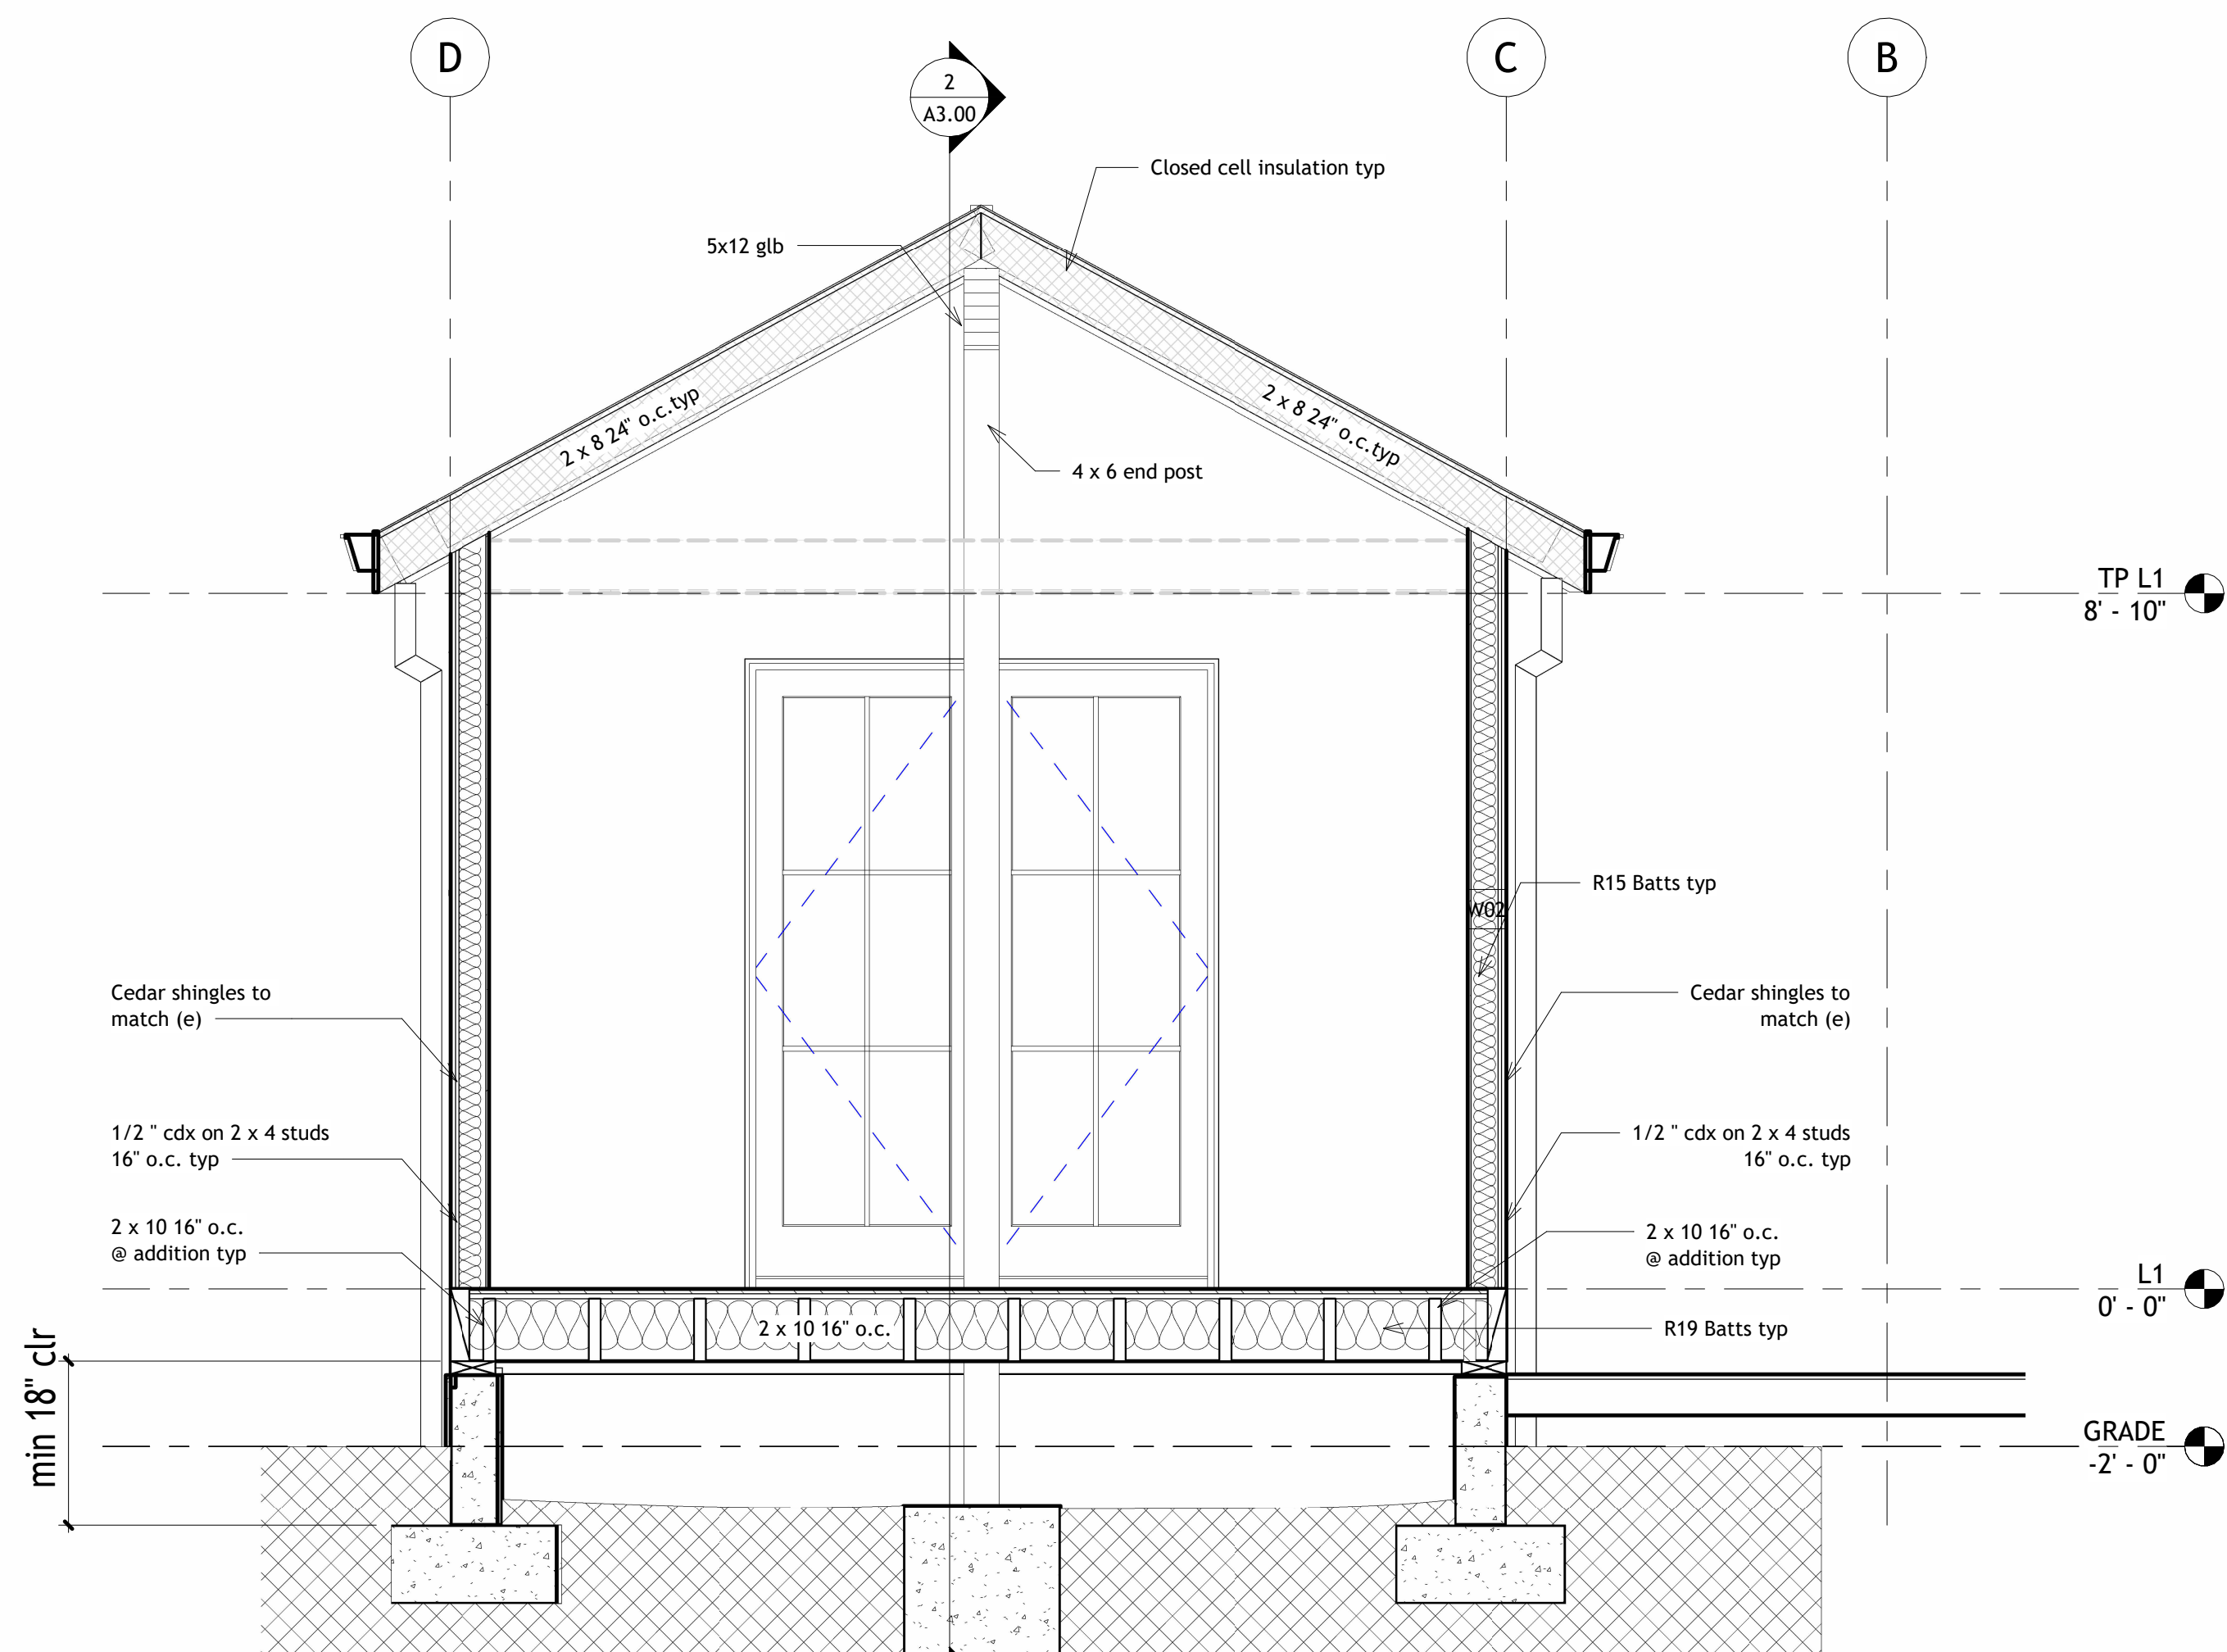 D
C
B
2
A3.00
Closed cell insulation typ
5x12 glb
2 x 8 24" o.c.typ
2 x 8 24" o.c.typ
4 x 6 end post
TP L1
8' - 10"
R15 Batts typ
W02
Cedar shingles to
match (e)
Cedar shingles to
match (e)
1/2 " cdx on 2 x 4 studs
16" o.c. typ
1/2 " cdx on 2 x 4 studs
16" o.c. typ
2 x 10 16" o.c.
@ addition typ
2 x 10 16" o.c.
@ addition typ
L1
0' - 0"
2 x 10 16" o.c.
R19 Batts typ
min 18" clr
GRADE
-2' - 0"